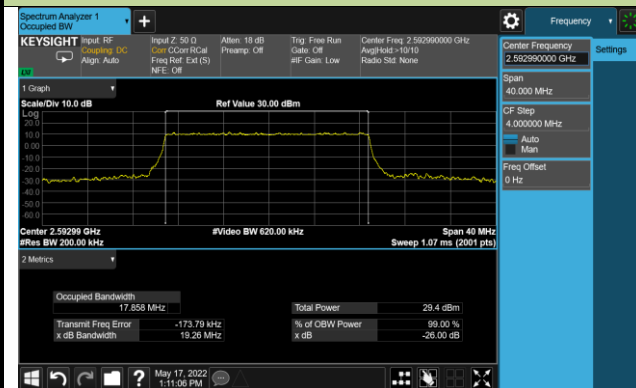 Spectrum Analyzer 1
Occupied BW
+
Frequency
KEYSIGHT
Input: RF
Coupling: DC
Align: Auto
Input Z: 50 Ω
Corr CCorr RCal
Freq Ref: Ext (S)
NFE: Off
Atten: 18 dB
Preamp: Off
Trig: Free Run
Gate: Off
#IF Gain: Low
Center Freq: 2.592990000 GHz
Avg|Hold:>10/10
Radio Std: None
Center Frequency
2.592990000 GHz
Settings
Span
40.000 MHz
CF Step
4.000000 MHz
Auto
Man
Freq Offset
0 Hz
1 Graph
Scale/Div 10.0 dB
Ref Value 30.00 dBm
Log
20.0
10.0
0.00
-10.0
-20.0
-30.0
-40.0
-50.0
-60.0
Center 2.59299 GHz
#Video BW 620.00 kHz
Span 40 MHz
#Res BW 200.00 kHz
Sweep 1.07 ms (2001 pts)
2 Metrics
Occupied Bandwidth
17.858 MHz
Total Power
29.4 dBm
Transmit Freq Error
-173.79 kHz
% of OBW Power
99.00 %
x dB Bandwidth
19.26 MHz
x dB
-26.00 dB
?
May 17, 2022
1:11:06 PM